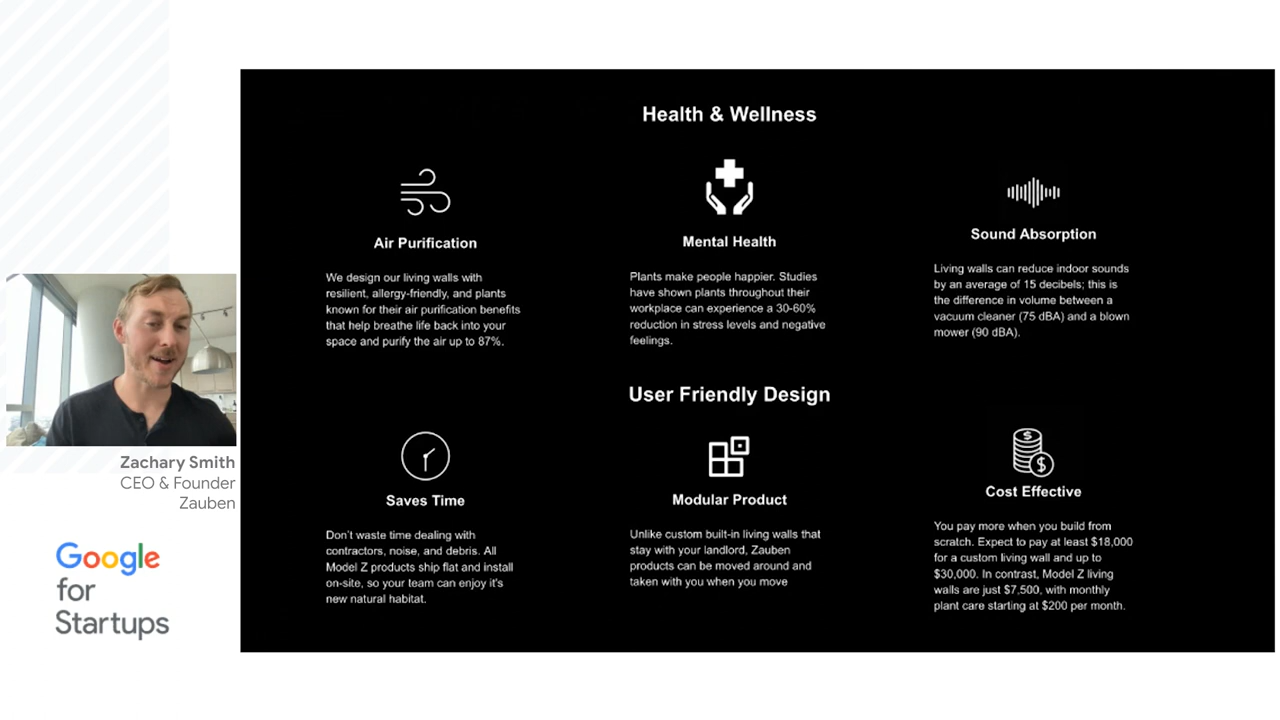 Health & Wellness
Air Purification
We design our living walls with
resilient, allergy-friendly, and plants
known for their air purification benefits
that help breathe life back into your
space and purify the air up to 87%.
Mental Health
Plants make people happier. Studies
have shown plants throughout their
workplace can experience a 30-60%
reduction in stress levels and negative
feelings.
Sound Absorption
Living walls can reduce indoor sounds
by an average of 15 decibels; this is
the difference in volume between a
vacuum cleaner (75 dBA) and a blown
mower (90 dBA).
User Friendly Design
Saves Time
Don't waste time dealing with
contractors, noise, and debris. All
Model Z products ship flat and install
on-site, so your team can enjoy it's
new natural habitat.
Modular Product
Unlike custom built-in living walls that
stay with your landlord, Zauben
products can be moved around and
taken with you when you move
Cost Effective
You pay more when you build from
scratch. Expect to pay at least $18,000
for a custom living wall and up to
$30,000. In contrast, Model Z living
walls are just $7,500, with monthly
plant care starting at $200 per month.
Zachary Smith
CEO & Founder
Zauben
Google
for
Startups